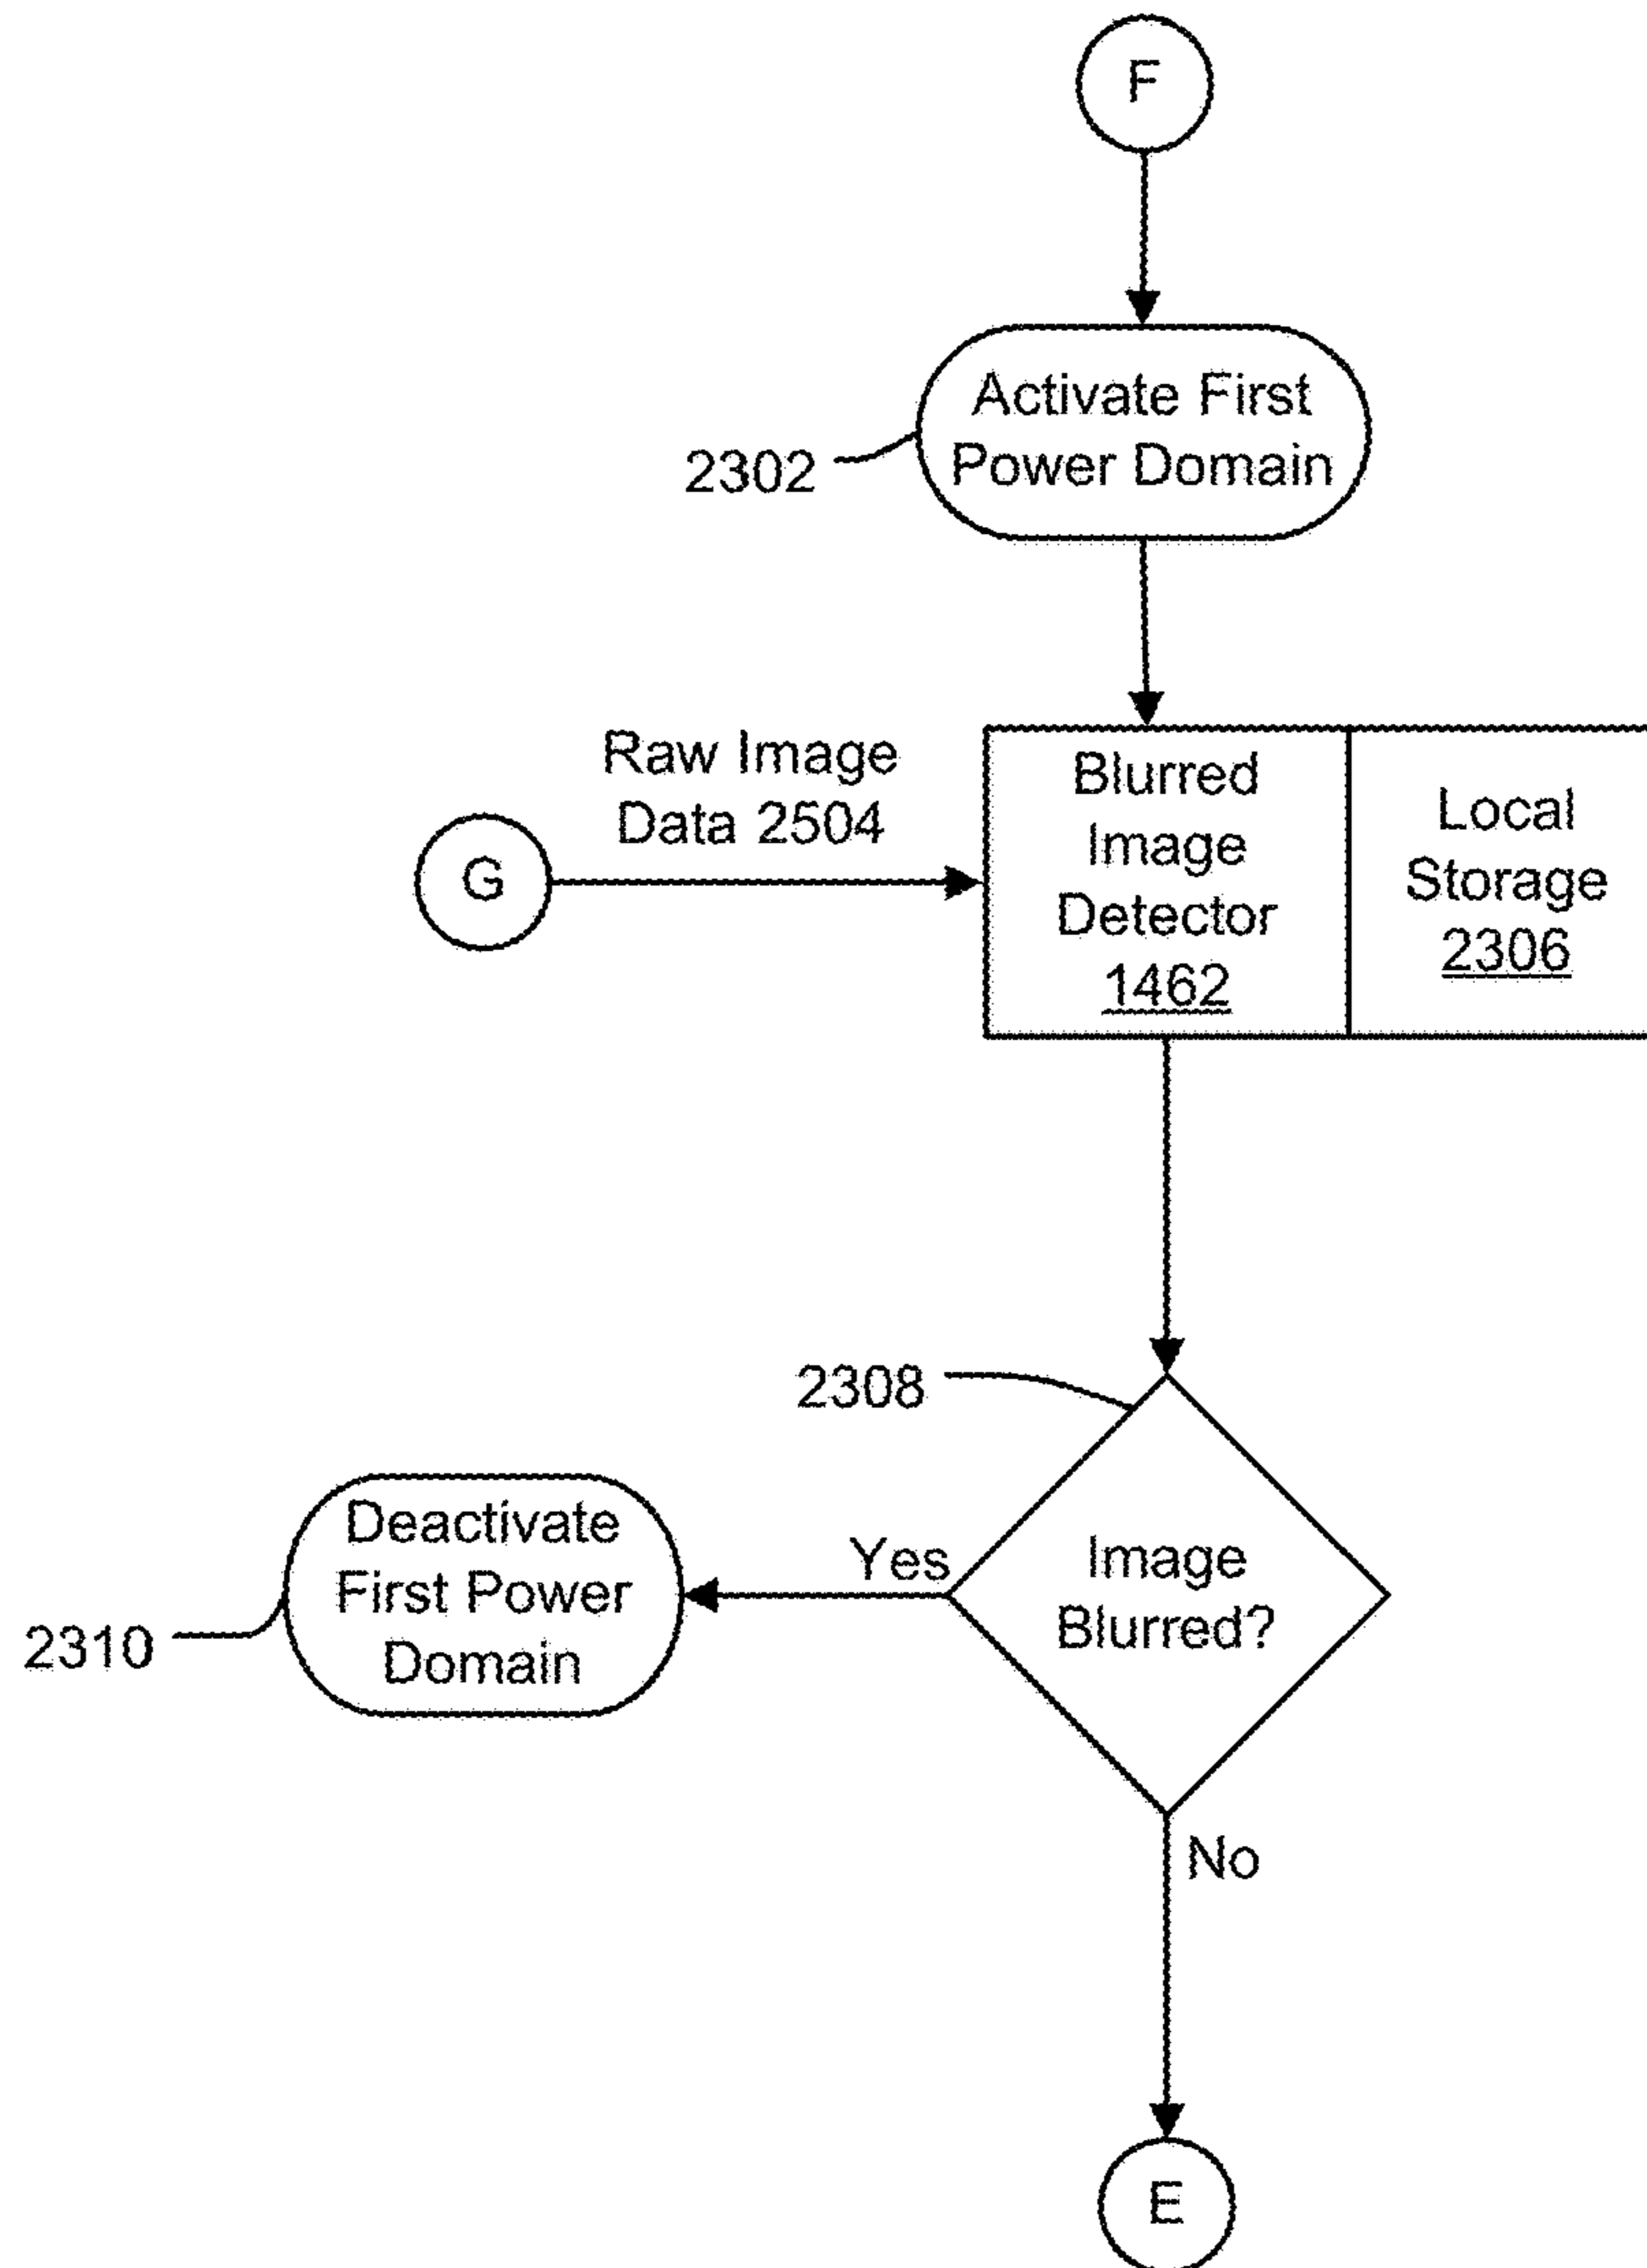 F
Activate First
Power Domain
2302
Raw Image
Data 2504
G
Blurred
Image
Detector
1462
Local
Storage
2306
2308
Image
Blurred?
Yes
Deactivate
First Power
Domain
2310
No
E